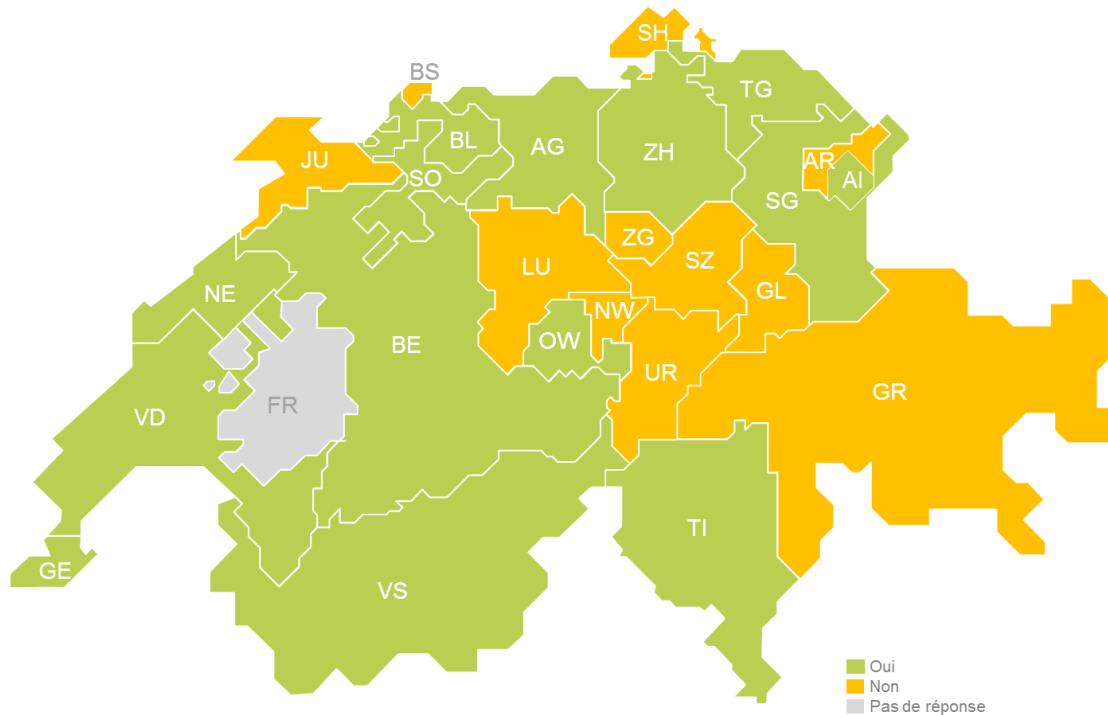 SH
BS
TG
BL
AG
ZH
JU
AR
SO
AI
SG
ZG
LU
SZ
NE
GL
NW
BE
OW
UR
GR
FR
VD
TI
GE
VS
Oui
Non
Pas de réponse